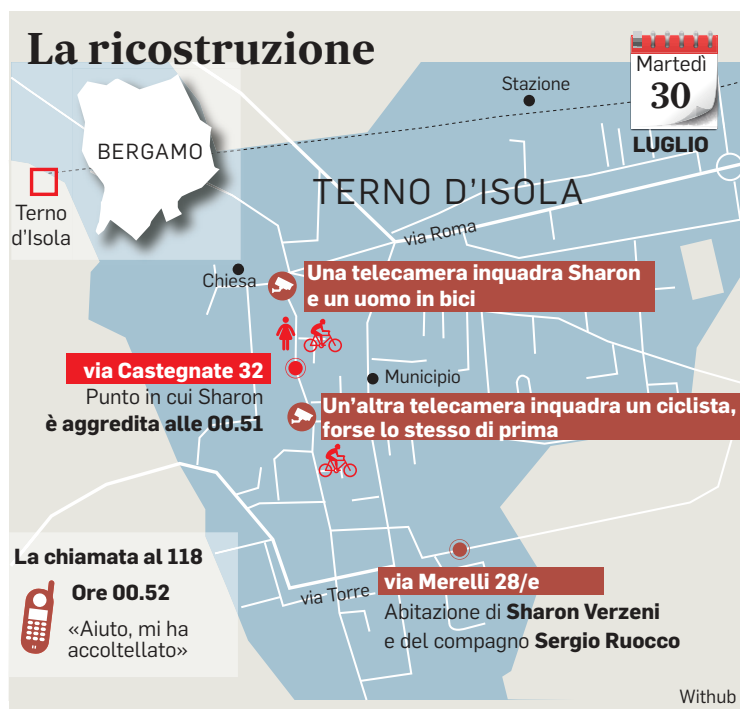 La ricostruzione
Martedì
30
LUGLIO
Stazione
BERGAMO
TERNO D'ISOLA
Terno
d'Isola
via Roma
Chiesa
Una telecamera inquadra Sharon
e un uomo in bici
via Castegnate 32
Punto in cui Sharon
è aggredita alle 00.51
Municipio
Un'altra telecamera inquadra un ciclista,
forse lo stesso di prima
La chiamata al 118
Ore 00.52
«Aiuto, mi ha
accoltellato»
via Torre
via Merelli 28/e
Abitazione di Sharon Verzeni
e del compagno Sergio Ruocco
Withub